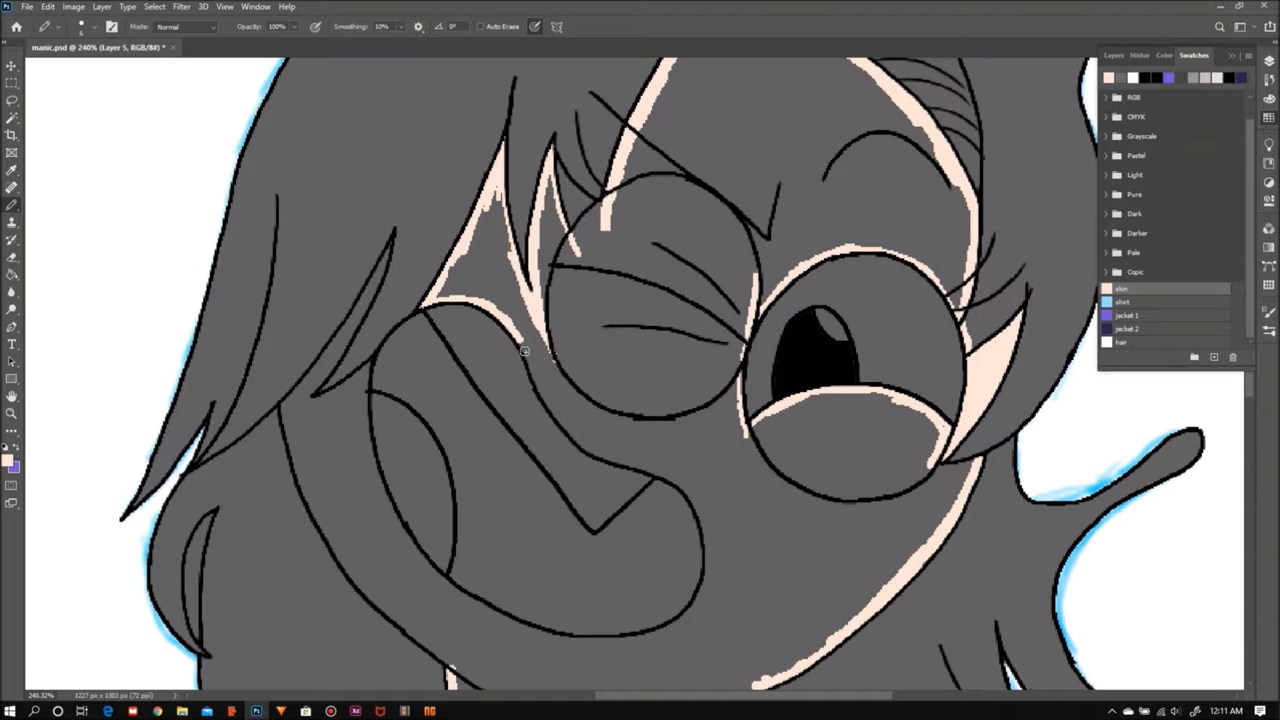 File Edit Image Layer Type Select Filter 3D View Window Help
Mode: Normal Opacity: 100% Smoothing: 10% 0° Auto Erase
6
manic.psd @ 240% (Layer 5, RGB/8#) *
Layers Histor Color Swatches
RGB
CMYK
Grayscale
Pastel
Light
Pure
Dark
Darker
Pale
Copic
skin
shirt
jacket 1
jacket 2
hair
240.32% 1227 px x 1303 px (72 ppi)
12:11 AM